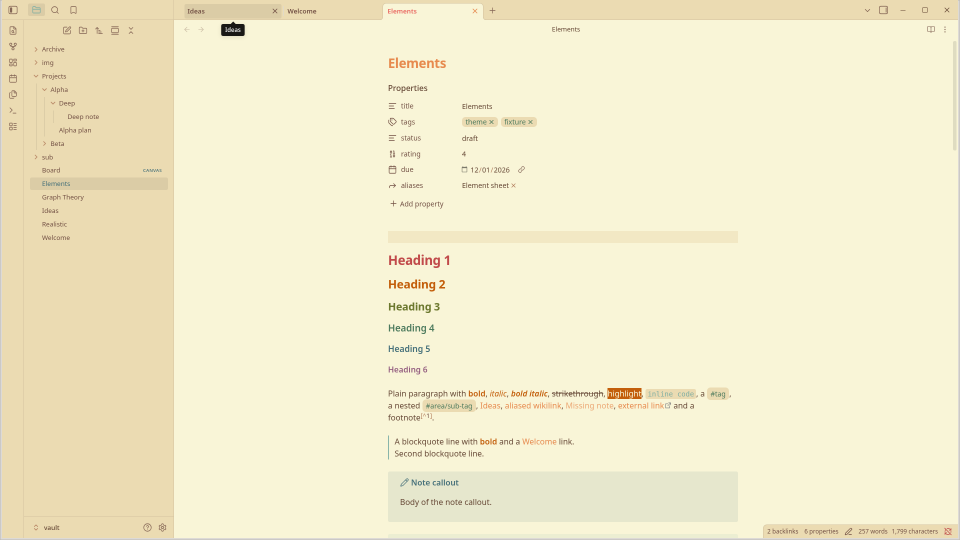 Ideas
Welcome
Elements
Ideas
Elements
Archive
img
Projects
Alpha
Deep
Deep note
Alpha plan
Beta
sub
Board CANVAS
Elements
Graph Theory
Ideas
Realistic
Welcome
vault
Elements
Properties
title Elements
tags theme fixture
status draft
rating 4
due 12/01/2026
aliases Element sheet
Add property
Heading 1
Heading 2
Heading 3
Heading 4
Heading 5
Heading 6
Plain paragraph with bold, italic, bold italic, strikethrough, highlight, inline code, a #tag,
a nested #area/sub-tag, Ideas, aliased wikilink, Missing note, external link and a
footnote[^1].
A blockquote line with bold and a Welcome link.
Second blockquote line.
Note callout
Body of the note callout.
2 backlinks 6 properties 257 words 1,799 characters